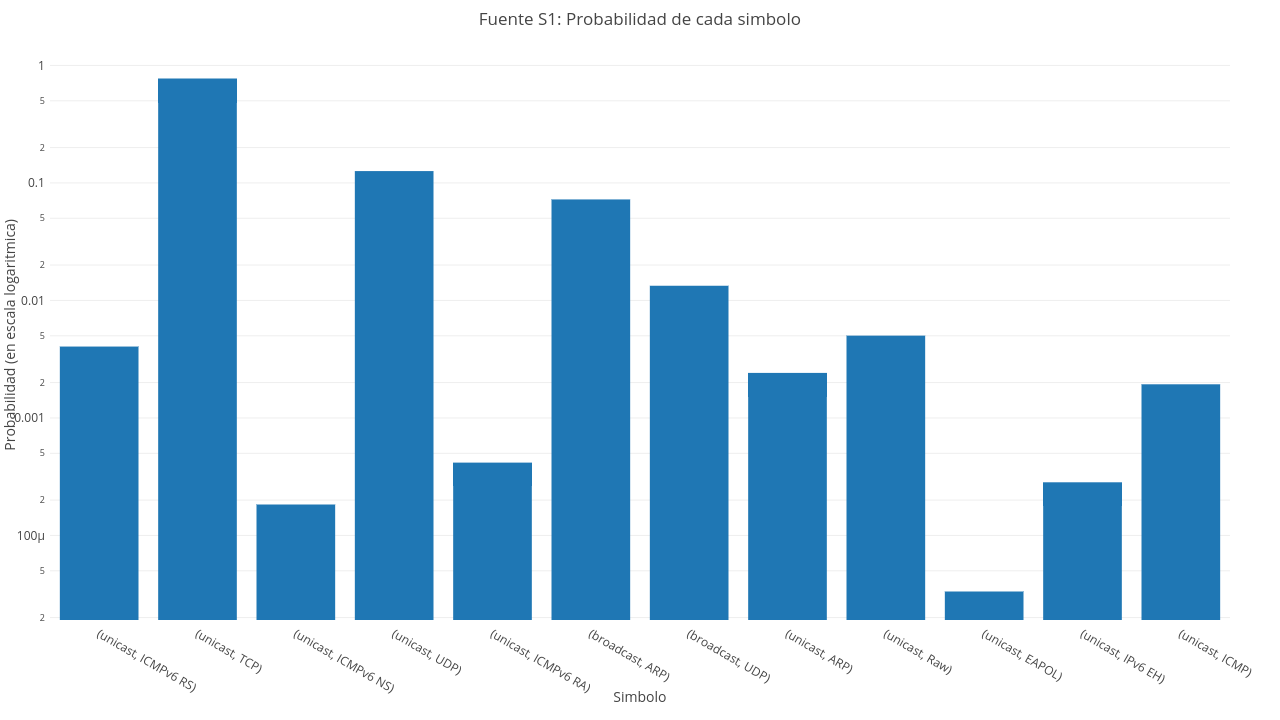 Fuente S1: Probabilidad de cada simbolo
Probabilidad (en escala logaritmica)
1
5
2
0.1
5
2
0.01
5
2
0.001
5
2
100μ
5
2
(unicast, ICMPv6 RS)
(unicast, TCP)
(unicast, ICMPv6 NS)
(unicast, UDP)
(unicast, ICMPv6 RA)
(broadcast, ARP)
(broadcast, UDP)
(unicast, ARP)
(unicast, Raw)
(unicast, EAPOL)
(unicast, IPv6 EH)
(unicast, ICMP)
Simbolo